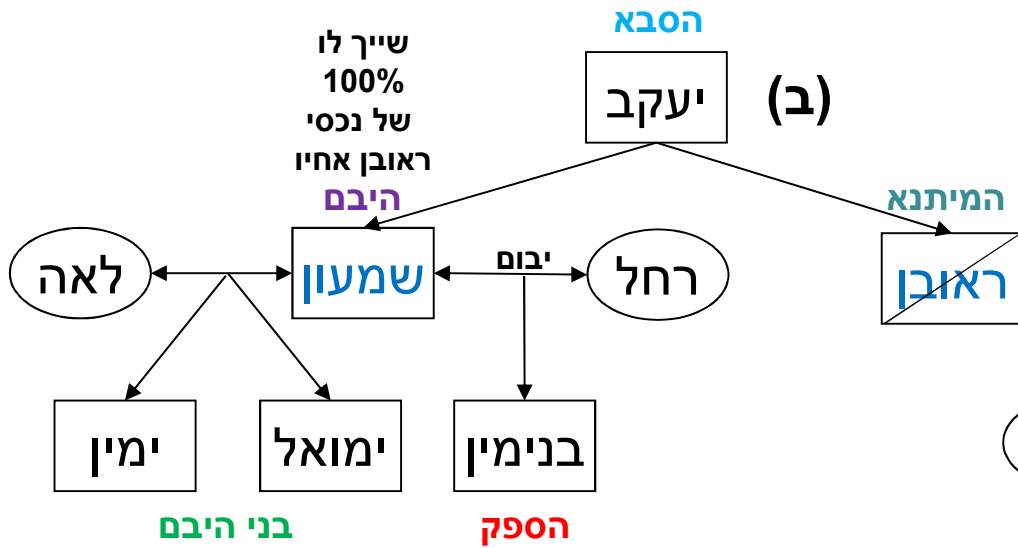 הסבא
יעקב
(ב)
שייך לו
100%
של נכסי
ראובן אחיו
היבם
המיתנא
ראובן
רחל
יבום
שמעון
לאה
בנימין
ימואל
ימין
הספק
בני היבם